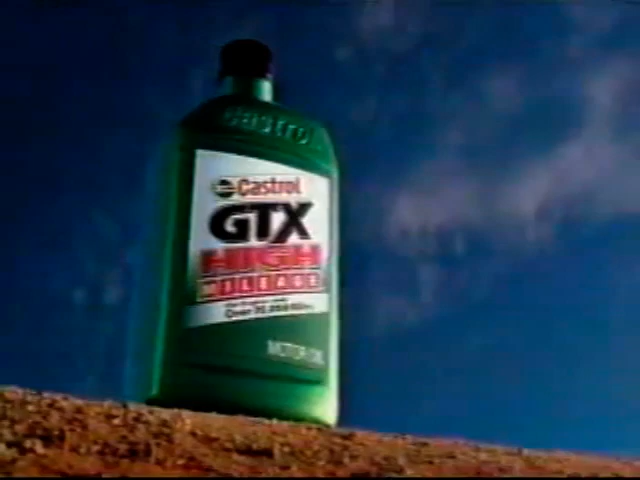 Castrol
Castrol
GTX
HIGH
MILEAGE
MOTOR OIL